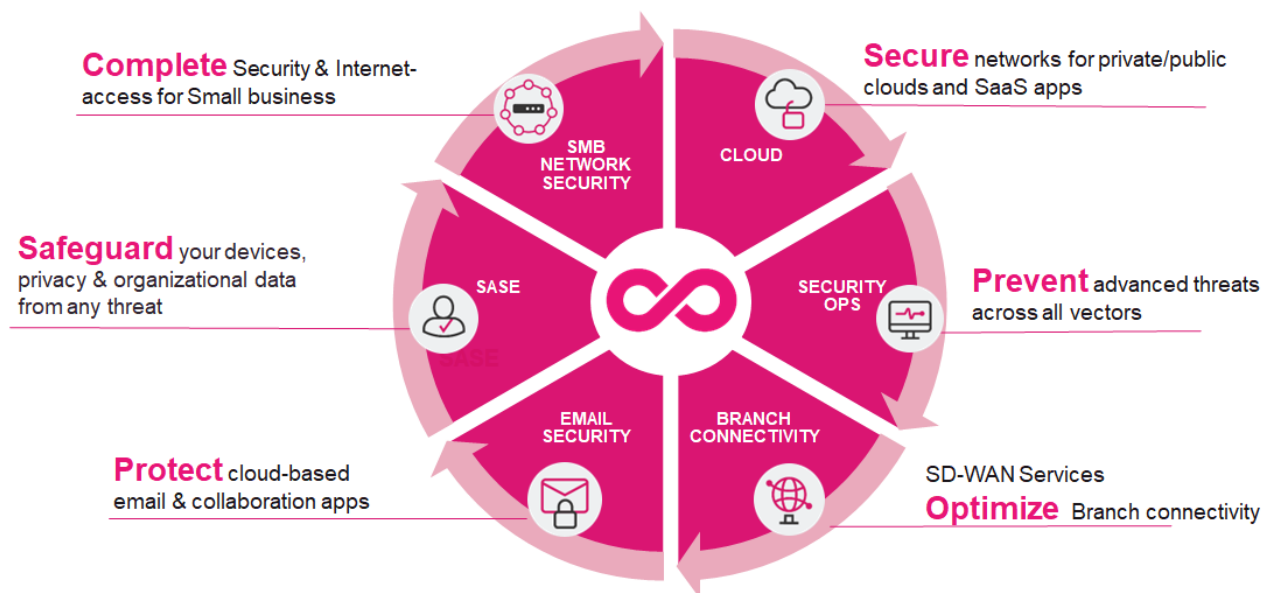 Complete Security & Internet-
access for Small business
Secure networks for private/public
clouds and SaaS apps
SMB
NETWORK
SECURITY
CLOUD
Safeguard your devices,
privacy & organizational data
from any threat
SASE
SASE
SECURITY
OPS
Prevent advanced threats
across all vectors
EMAIL
SECURITY
BRANCH
CONNECTIVITY
Protect cloud-based
email & collaboration apps
SD-WAN Services
Optimize Branch connectivity